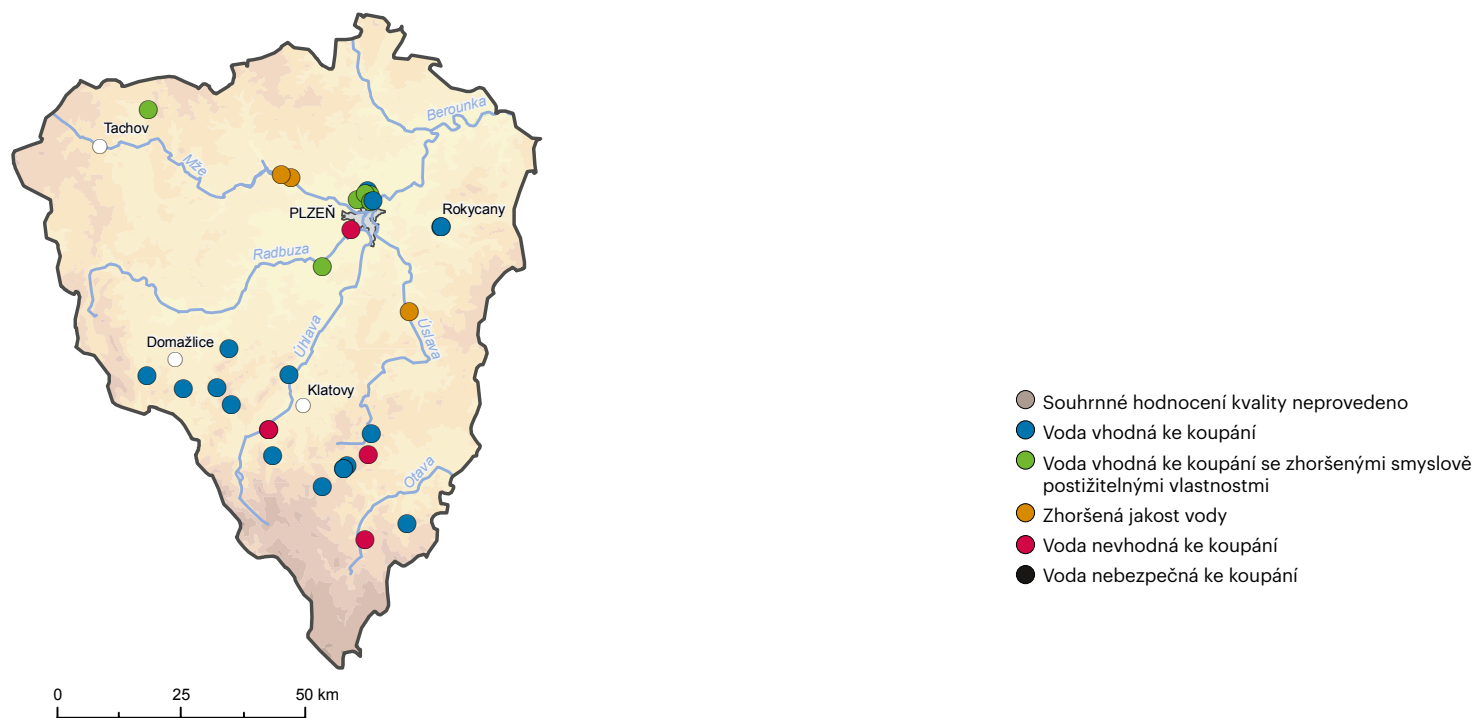 Berounka
Tachov
Mže
PLZEŇ
Rokycany
Radbuza
Úhlava
Úslava
Domažlice
Klatovy
Otava
Souhrnné hodnocení kvality neprovedeno
Voda vhodná ke koupání
Voda vhodná ke koupání se zhoršenými smyslově
postižitelnými vlastnostmi
Zhoršená jakost vody
Voda nevhodná ke koupání
Voda nebezpečná ke koupání
0 25 50 km